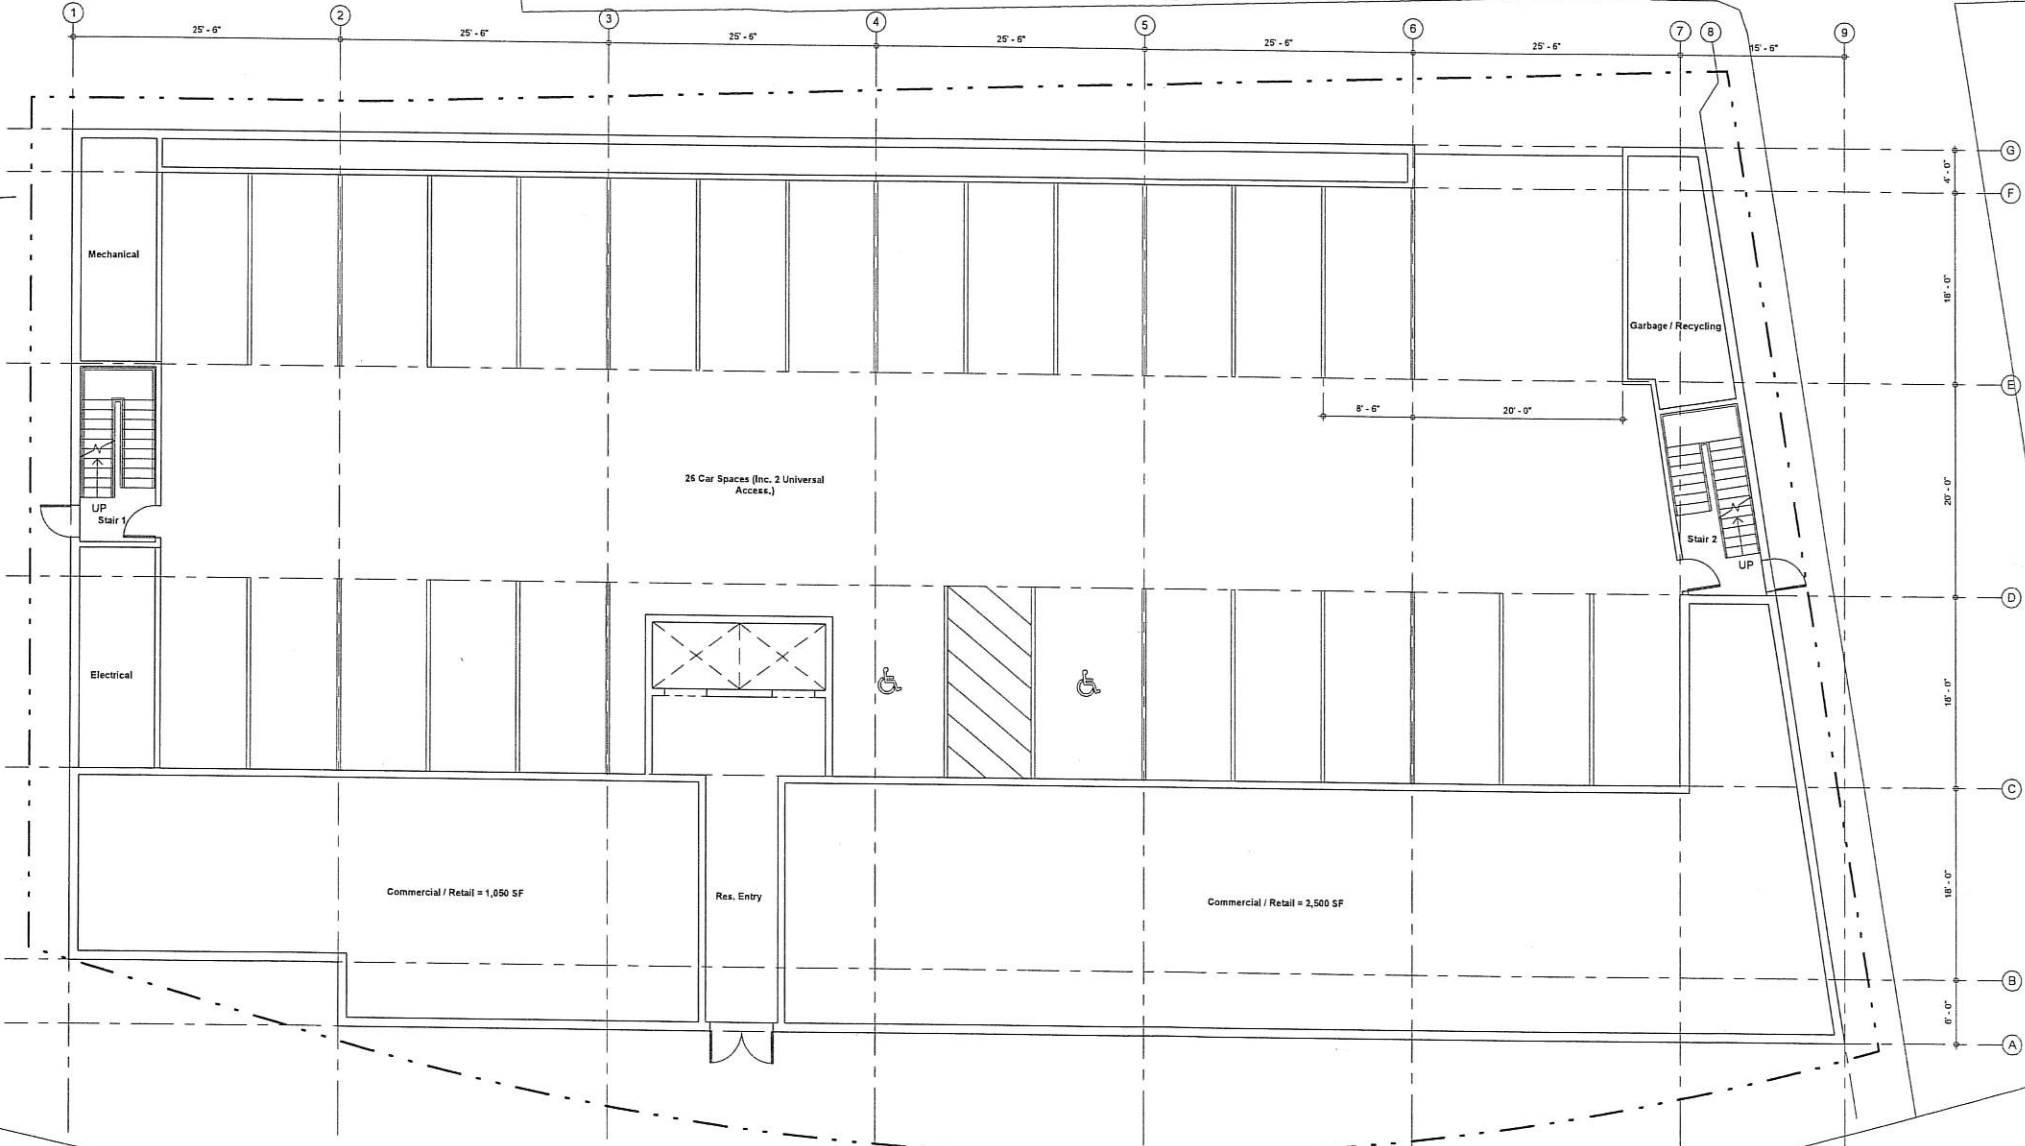 1
2
3
4
5
6
7
8
9
25' - 6"
25' - 6"
25' - 6"
25' - 6"
25' - 6"
25' - 6"
15' - 6"
G
4' - 0"
F
Mechanical
18' - 0"
Garbage / Recycling
E
8' - 6"
20' - 0"
26 Car Spaces (Inc. 2 Universal
Access.)
20' - 0"
UP
Stair 1
Stair 2
UP
D
Electrical
18' - 0"
C
Commercial / Retail = 1,050 SF
Res. Entry
Commercial / Retail = 2,500 SF
18' - 0"
B
6' - 0"
A